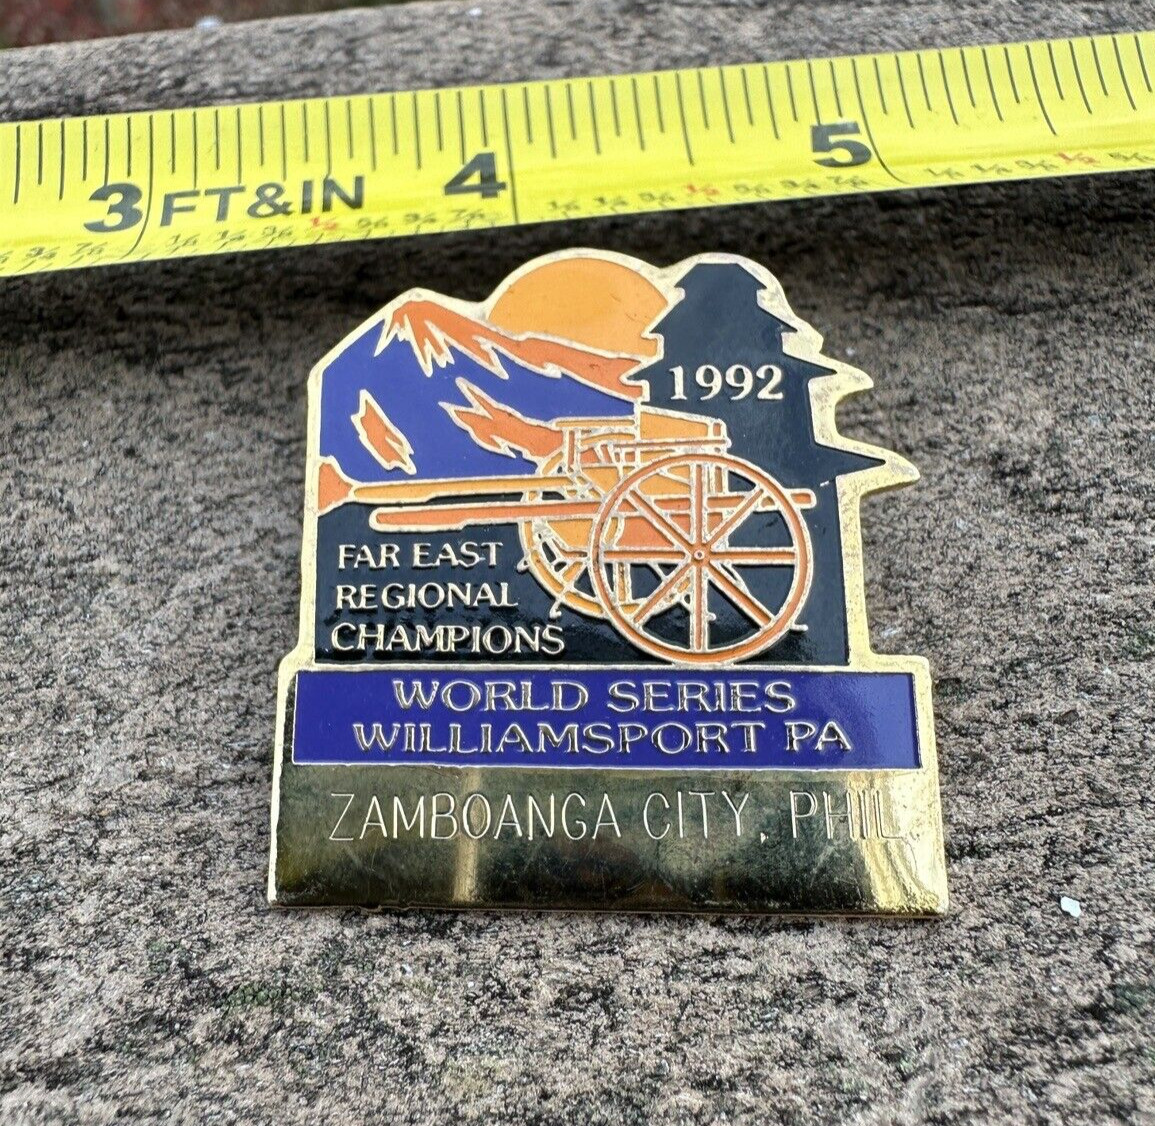 3 FT&IN 4 5
1992
FAR EAST
REGIONAL
CHAMPIONS
WORLD SERIES
WILLIAMSPORT PA
ZAMBOANGA CITY, PHIL.